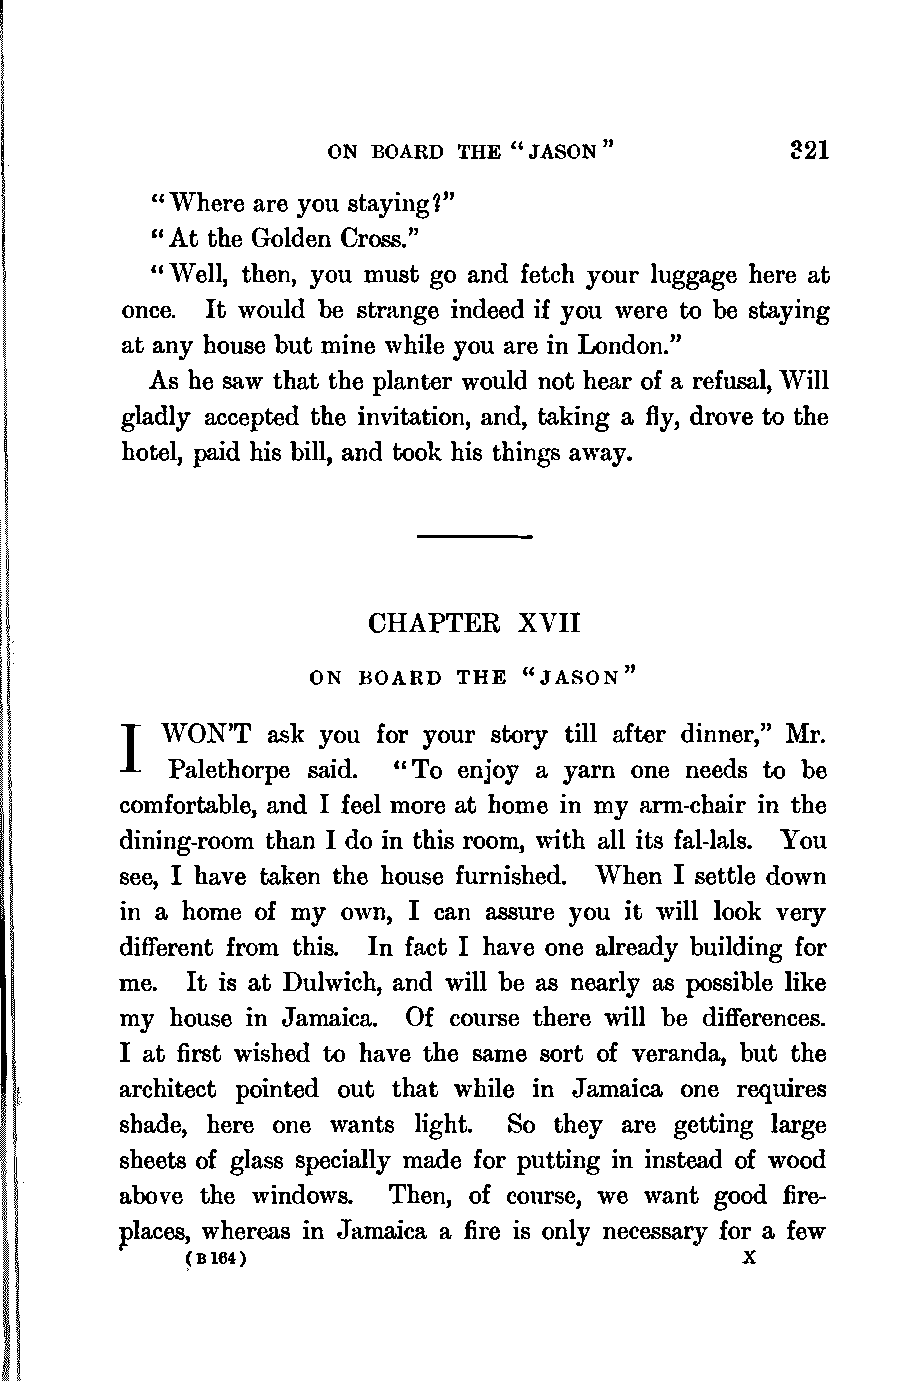 ON BOARD THE "JASON" 321
"Where are you staying?"
"At the Golden Cross."
"Well, then, you must go and fetch your luggage here at
once. It would be strange indeed if you were to be staying
at any house but mine while you are in London."
As he saw that the planter would not hear of a refusal, Will
gladly accepted the invitation, and, taking a fly, drove to the
hotel, paid his bill, and took his things away.
CHAPTER XVII
ON BOARD THE "JASON"
I WON'T ask you for your story till after dinner," Mr.
Palethorpe said. "To enjoy a yarn one needs to be
comfortable, and I feel more at home in my arm-chair in the
dining-room than I do in this room, with all its fal-lals. You
see, I have taken the house furnished. When I settle down
in a home of my own, I can assure you it will look very
different from this. In fact I have one already building for
me. It is at Dulwich, and will be as nearly as possible like
my house in Jamaica. Of course there will be differences.
I at first wished to have the same sort of veranda, but the
architect pointed out that while in Jamaica one requires
shade, here one wants light. So they are getting large
sheets of glass specially made for putting in instead of wood
above the windows. Then, of course, we want good fire-
places, whereas in Jamaica a fire is only necessary for a few
(B 164) X